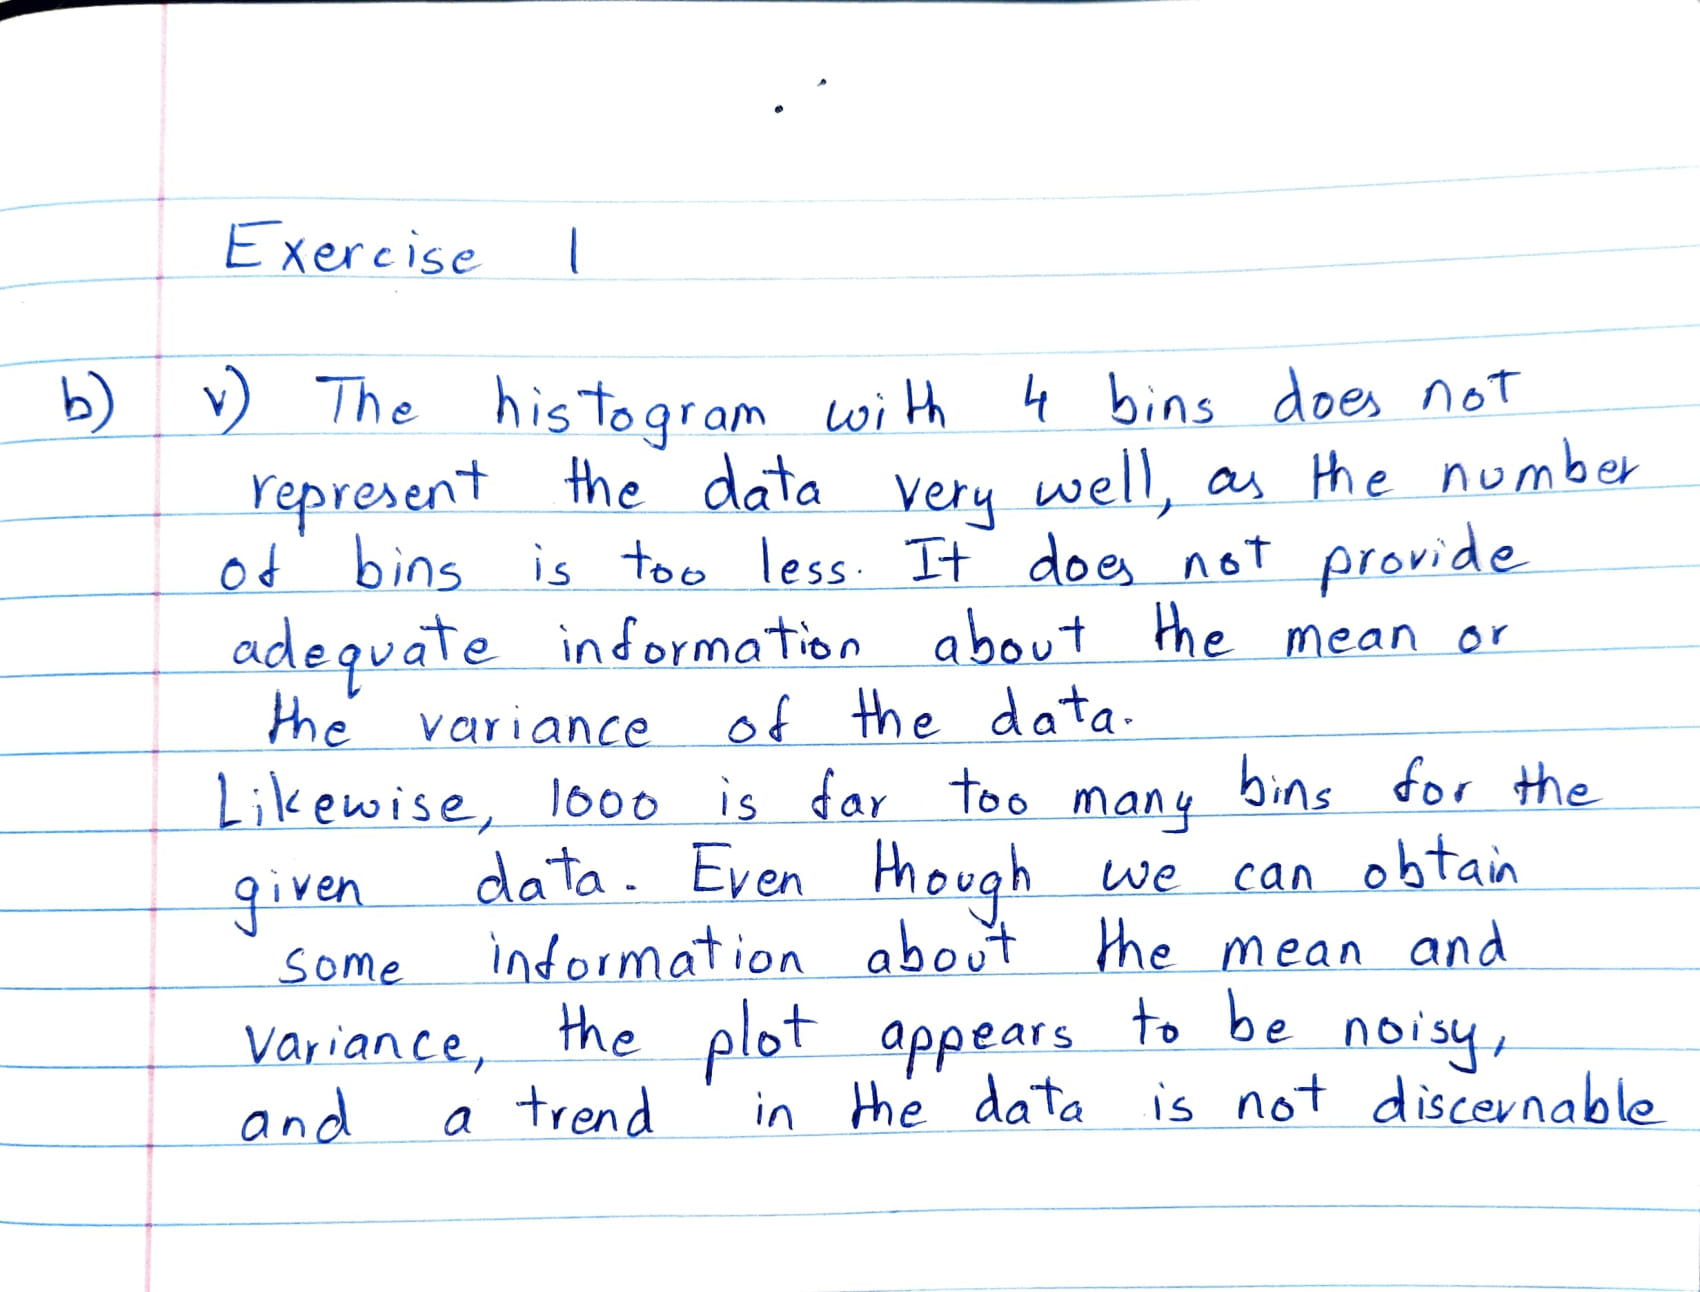 Exercise 1
b) v) The histogram with 4 bins does not
represent the data very well, as the number
of bins is too less. It does not provide
adequate information about the mean or
the variance of the data.
Likewise, 1000 is far too many bins for the
given data. Even though we can obtain
some information about the mean and
variance, the plot appears to be noisy,
and a trend in the data is not discernable